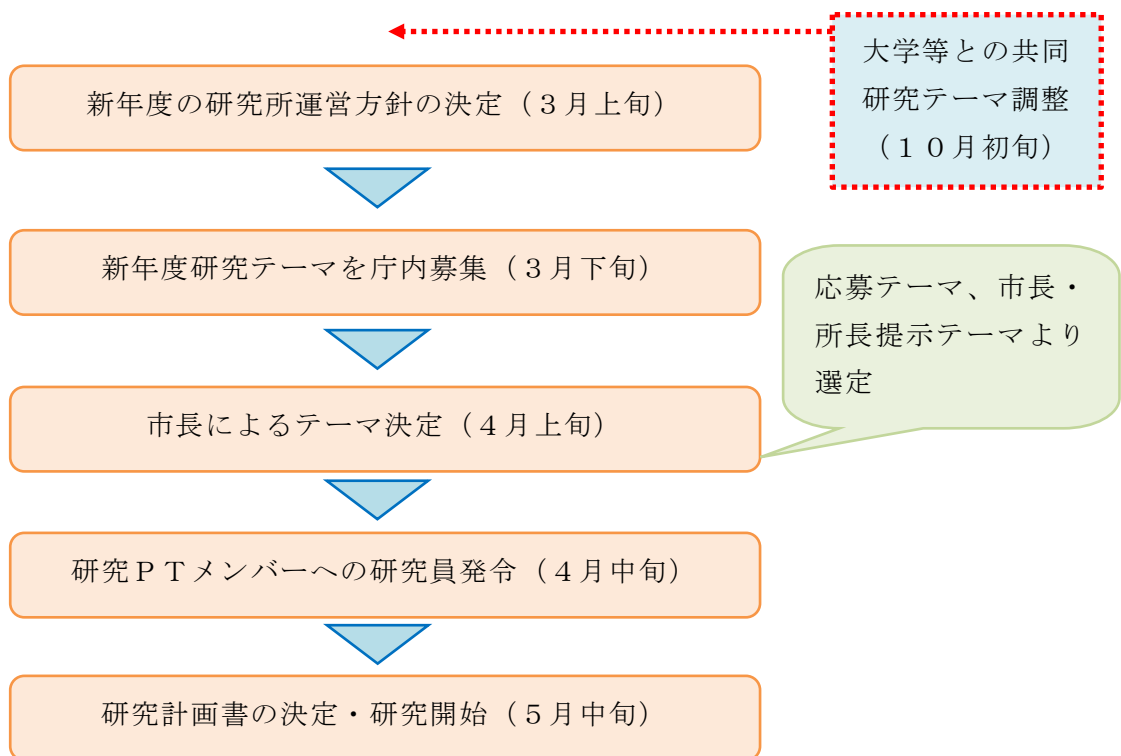 大学等との共同
研究テーマ調整
（１０月初旬）
新年度の研究所運営方針の決定（３月上旬）
新年度研究テーマを庁内募集（３月下旬）
応募テーマ、市長・
所長提示テーマより
選定
市長によるテーマ決定（４月上旬）
研究ＰＴメンバーへの研究員発令（４月中旬）
研究計画書の決定・研究開始（５月中旬）